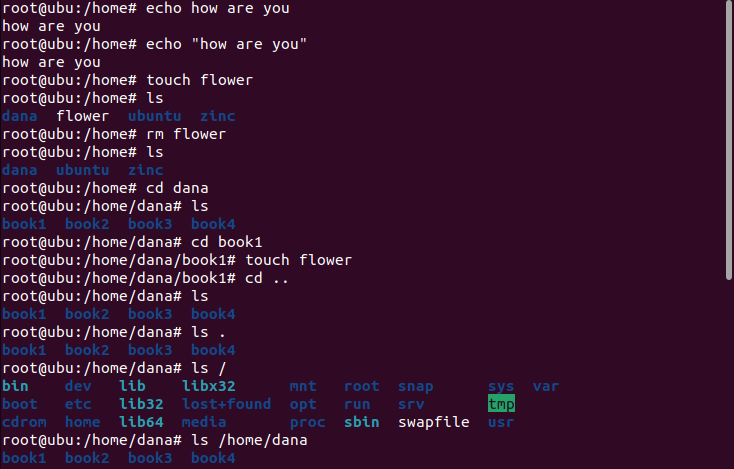 root@ubu:/home# echo how are you
how are you
root@ubu:/home# echo "how are you"
how are you
root@ubu:/home# touch flower
root@ubu:/home# ls
dana  flower  ubuntu  zinc
root@ubu:/home# rm flower
root@ubu:/home# ls
dana  ubuntu  zinc
root@ubu:/home# cd dana
root@ubu:/home/dana# ls
book1  book2  book3  book4
root@ubu:/home/dana# cd book1
root@ubu:/home/dana/book1# touch flower
root@ubu:/home/dana/book1# cd ..
root@ubu:/home/dana# ls
book1  book2  book3  book4
root@ubu:/home/dana# ls .
book1  book2  book3  book4
root@ubu:/home/dana# ls /
bin    dev   lib    libx32      mnt   root  snap      sys  var
boot   etc   lib32  lost+found  opt   run   srv       tmp
cdrom  home  lib64  media       proc  sbin  swapfile  usr
root@ubu:/home/dana# ls /home/dana
book1  book2  book3  book4